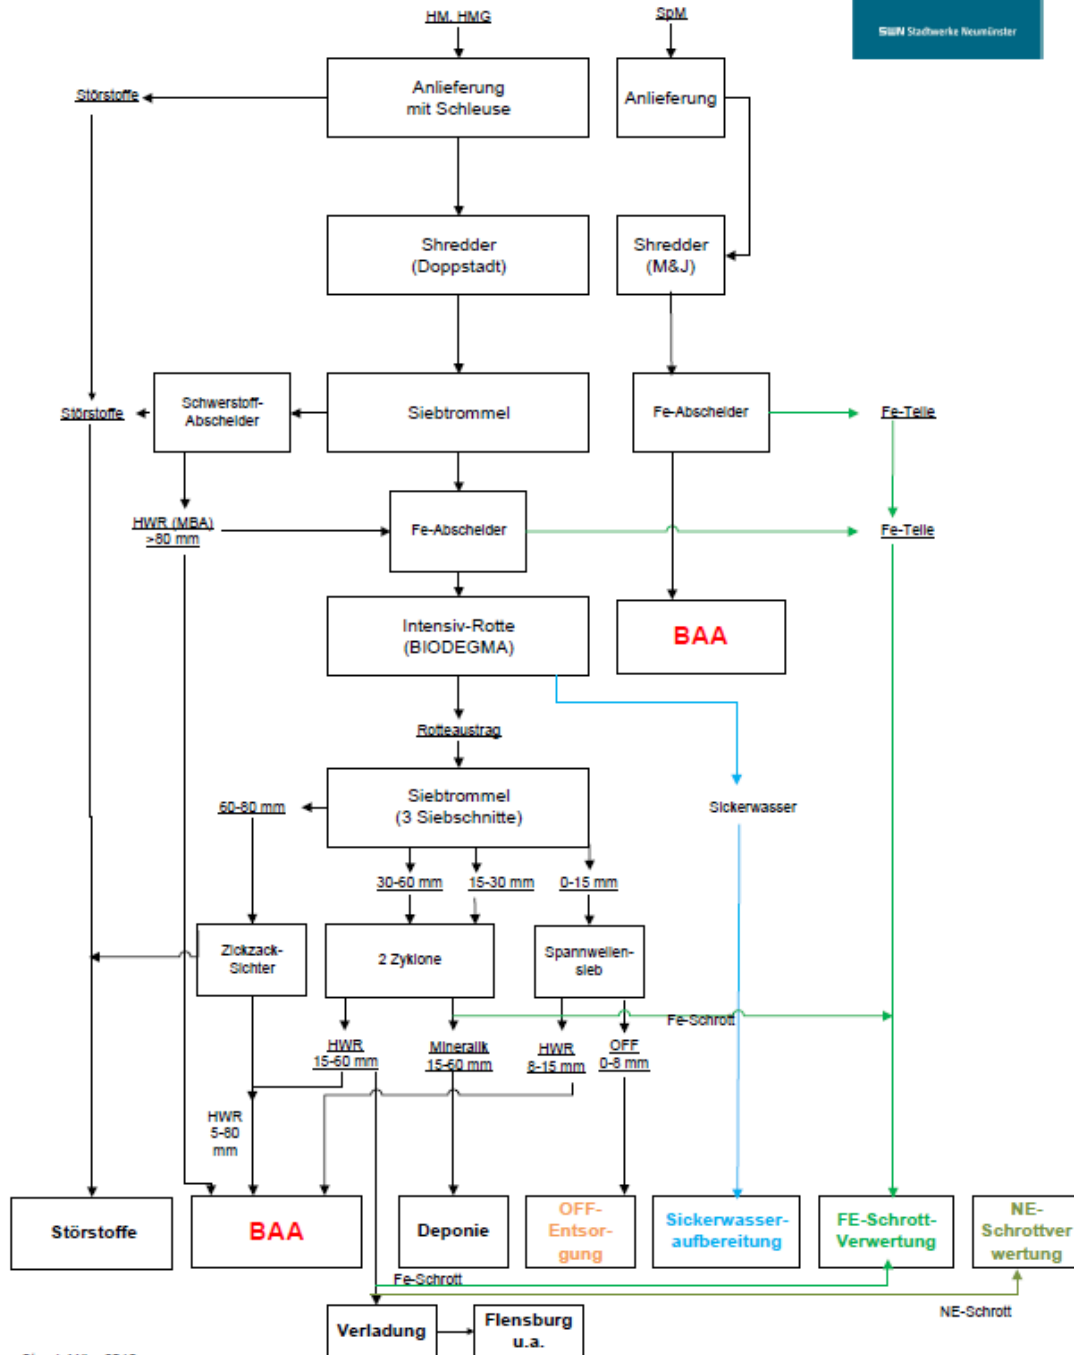 HM, HMG
SpM
SWN Stadtwerke Neumünster
Störstoffe
Anlieferung
mit Schleuse
Anlieferung
Shredder
(Doppstadt)
Shredder
(M&J)
Störstoffe
Schwerstoff-
Abscheider
Siebtrommel
Fe-Abscheider
Fe-Teile
HWR (MBA)
>80 mm
Fe-Abscheider
Fe-Teile
Intensiv-Rotte
(BIODEGMA)
BAA
Rotteaustrag
60-80 mm
Siebtrommel
(3 Siebschnitte)
Sickerwasser
30-60 mm
15-30 mm
0-15 mm
Zickzack-
Sichter
2 Zyklone
Spannwellen-
sieb
Fe-Schrott
HWR
15-60 mm
Mineralik
15-60 mm
HWR
8-15 mm
OFF
0-8 mm
HWR
5-80
mm
Störstoffe
BAA
Deponie
OFF-
Entsor-
gung
Sickerwasser-
aufbereitung
FE-Schrott-
Verwertung
NE-
Schrottver
wertung
Fe-Schrott
NE-Schrott
Verladung
Flensburg
u.a.